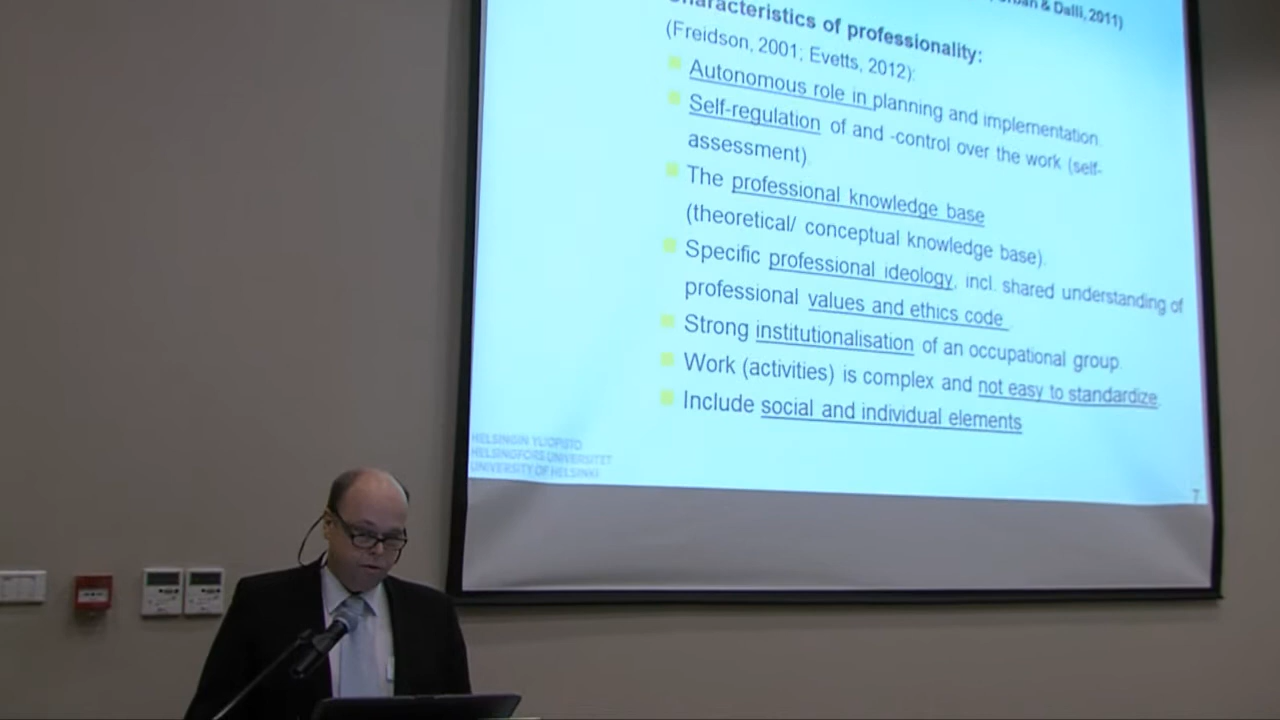 & Dalli, 2011)
Characteristics of professionality:
(Freidson, 2001; Evetts, 2012):
Autonomous role in planning and implementation.
Self-regulation of and -control over the work (self-
assessment).
The professional knowledge base
(theoretical/ conceptual knowledge base).
Specific professional ideology, incl. shared understanding of
professional values and ethics code.
Strong institutionalisation of an occupational group.
Work (activities) is complex and not easy to standardize.
Include social and individual elements
HELSINGIN YLIOPISTO
HELSINGFORS UNIVERSITET
UNIVERSITY OF HELSINKI
7